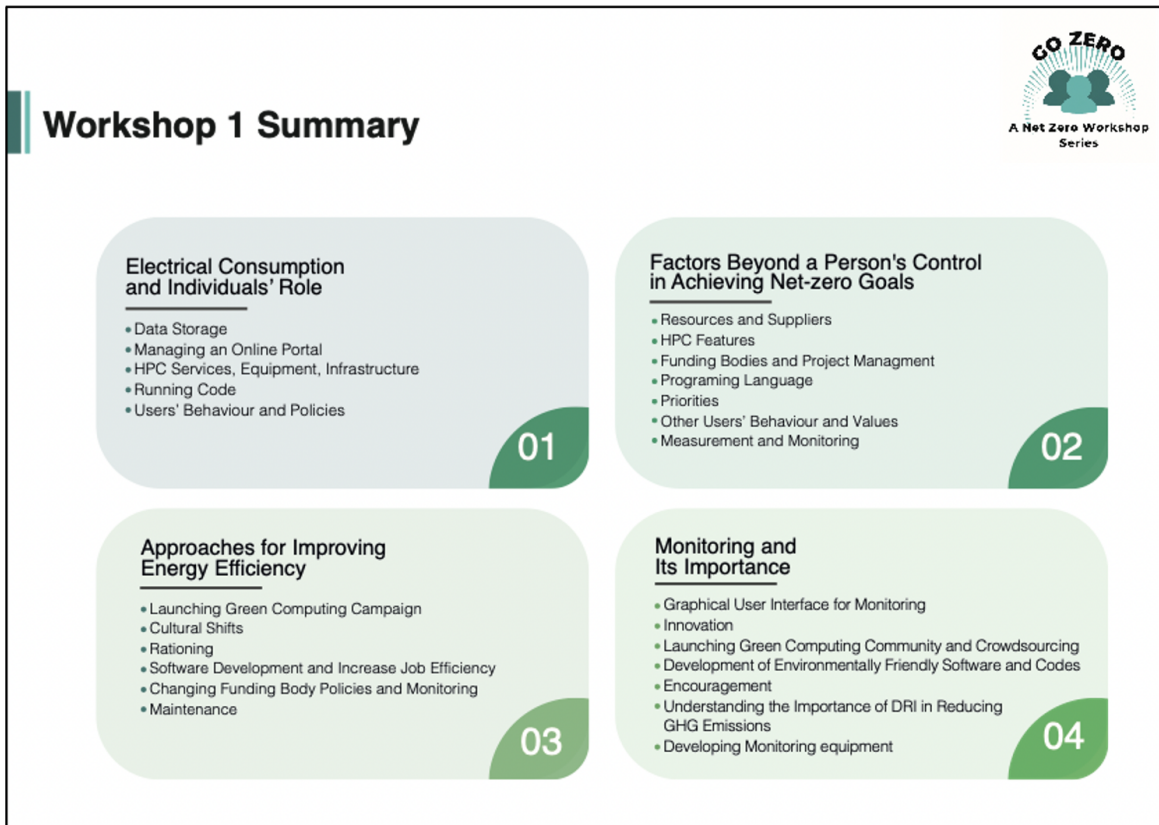 GO ZERO
A Net Zero Workshop
Series
Workshop 1 Summary
Electrical Consumption
and Individuals’ Role
• Data Storage
• Managing an Online Portal
• HPC Services, Equipment, Infrastructure
• Running Code
• Users’ Behaviour and Policies
01
Factors Beyond a Person's Control
in Achieving Net-zero Goals
• Resources and Suppliers
• HPC Features
• Funding Bodies and Project Managment
• Programing Language
• Priorities
• Other Users’ Behaviour and Values
• Measurement and Monitoring
02
Approaches for Improving
Energy Efficiency
• Launching Green Computing Campaign
• Cultural Shifts
• Rationing
• Software Development and Increase Job Efficiency
• Changing Funding Body Policies and Monitoring
• Maintenance
03
Monitoring and
Its Importance
• Graphical User Interface for Monitoring
• Innovation
• Launching Green Computing Community and Crowdsourcing
• Development of Environmentally Friendly Software and Codes
• Encouragement
• Understanding the Importance of DRI in Reducing
GHG Emissions
• Developing Monitoring equipment
04